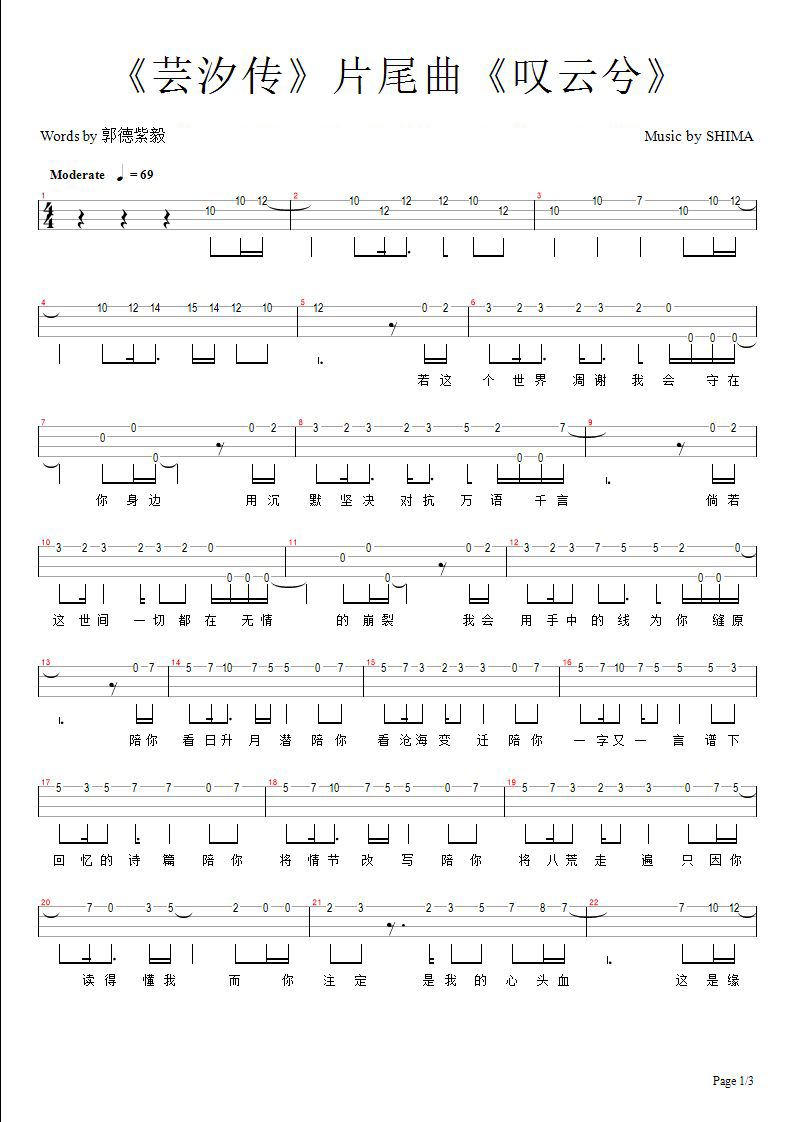 《芸汐传》片尾曲《叹云兮》
Words by 郭德紫毅 Music by SHIMA
Moderate ♩ = 69
1 2 3
4 4
10 10 12 2 10 12 12 12 10 12 10 10 7 10 10 12
4 5 6
10 12 14 15 14 12 10 12 0 2 3 2 3 2 3 2 0 0 0 0
若这 个 世界 凋谢 我 会 守在
7 8 9
0 0 0 0 2 3 2 3 2 3 5 2 0 0 7 0 2
你 身 边 用 沉 默 坚 决 对 抗 万 语 千 言 倘若
10 11 12
3 2 3 2 3 2 0 0 0 0 0 0 0 0 2 3 2 3 7 5 5 2 0 0 0
这 世 间 一 切 都 在 无 情 的 崩 裂 我会 用 手 中 的 线 为 你 缝 原
13 14 15 16
0 7 5 7 10 7 5 5 0 7 5 7 3 2 3 3 0 7 5 7 10 7 5 5 5 3
陪你 看日升 月 潜 陪你 看沧海 变 迁 陪你 一字又一 言 谱下
17 18 19
5 3 5 7 7 0 7 5 7 10 7 5 5 0 7 5 7 3 2 3 3 0 7 5
回 忆 的 诗 篇 陪 你 将 情 节 改 写 陪 你 将 八 荒 走 遍 只 因 你
20 21 22
7 0 3 5 2 0 0 2 3 2 3 5 7 8 7 7 10 12
读 得 懂 我 而 你 注 定 是 我 的 心 头 血 这 是 缘
Page 1/3